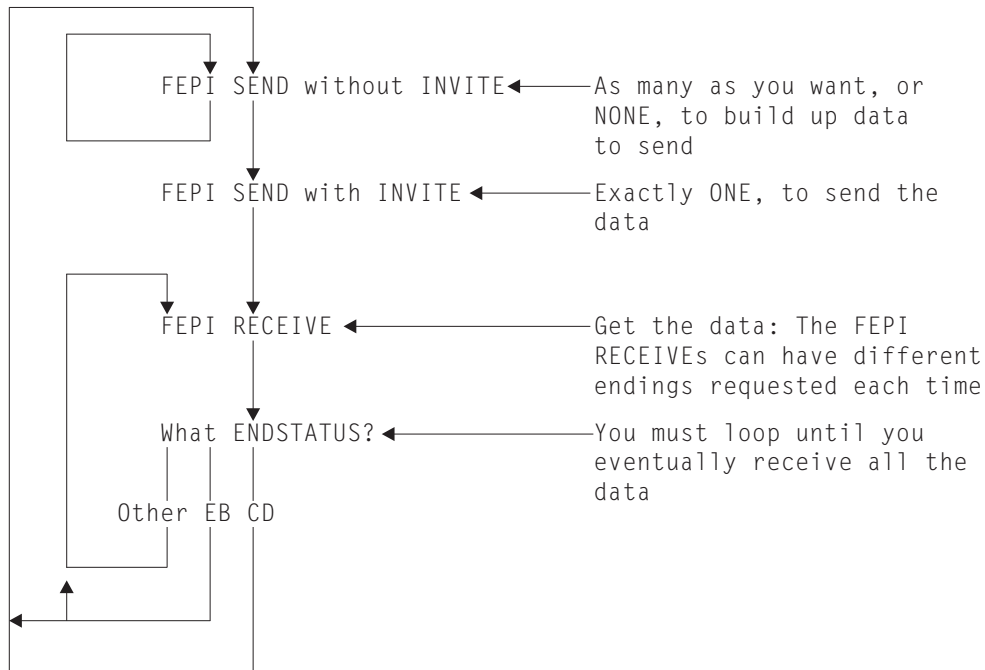 FEPI SEND without INVITE
As many as you want, or
NONE, to build up data
to send
FEPI SEND with INVITE
Exactly ONE, to send the
data
FEPI RECEIVE
Get the data: The FEPI
RECEIVEs can have different
endings requested each time
What ENDSTATUS?
You must loop until you
eventually receive all the
data
Other EB CD